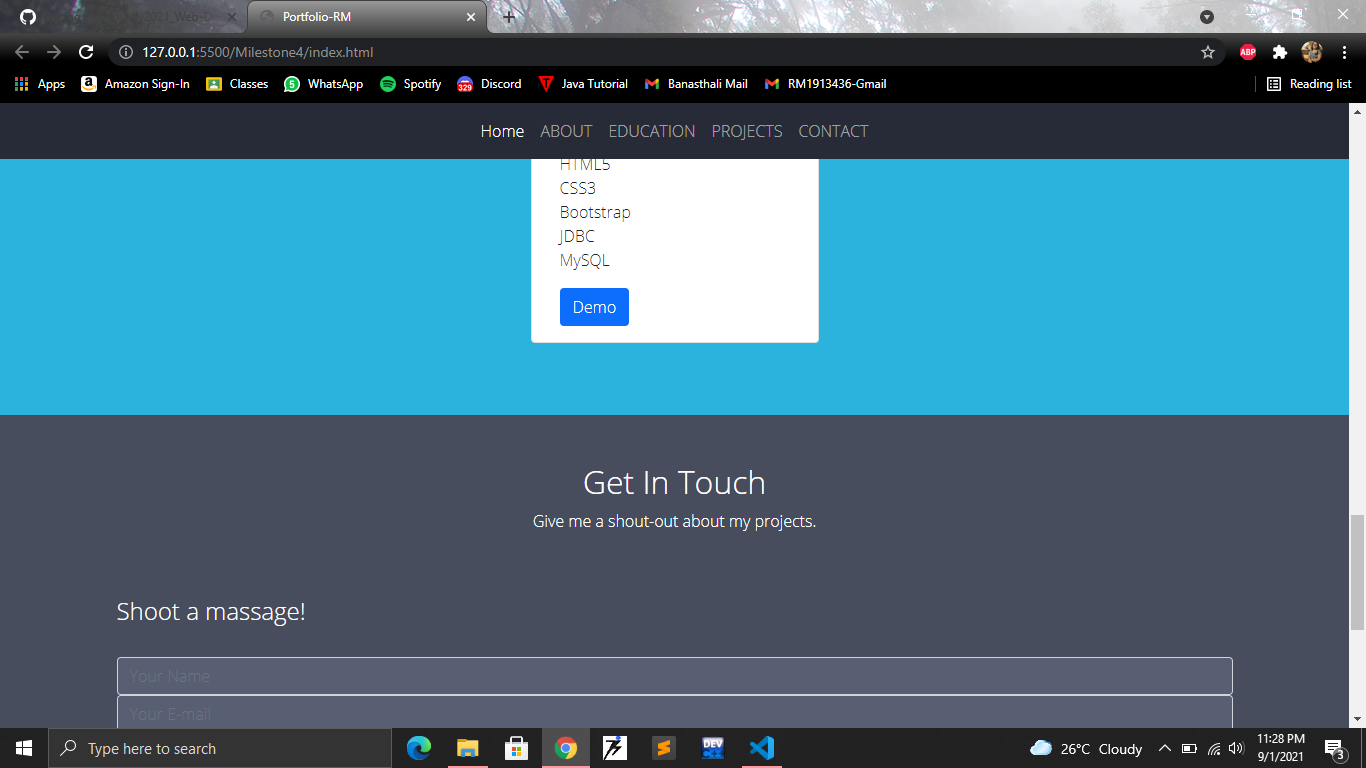 2021_Web-D
Portfolio-RM
127.0.0.1:5500/Milestone4/index.html
ABP
Apps
Amazon Sign-In
Classes
5
WhatsApp
Spotify
329
Discord
Java Tutorial
Banasthali Mail
RM1913436-Gmail
Reading list
Home ABOUT EDUCATION PROJECTS CONTACT
HTML5
CSS3
Bootstrap
JDBC
MySQL
Demo
Get In Touch
Give me a shout-out about my projects.
Shoot a massage!
Your Name
Your E-mail
Type here to search
DEV
26°C Cloudy
11:28 PM
9/1/2021
3